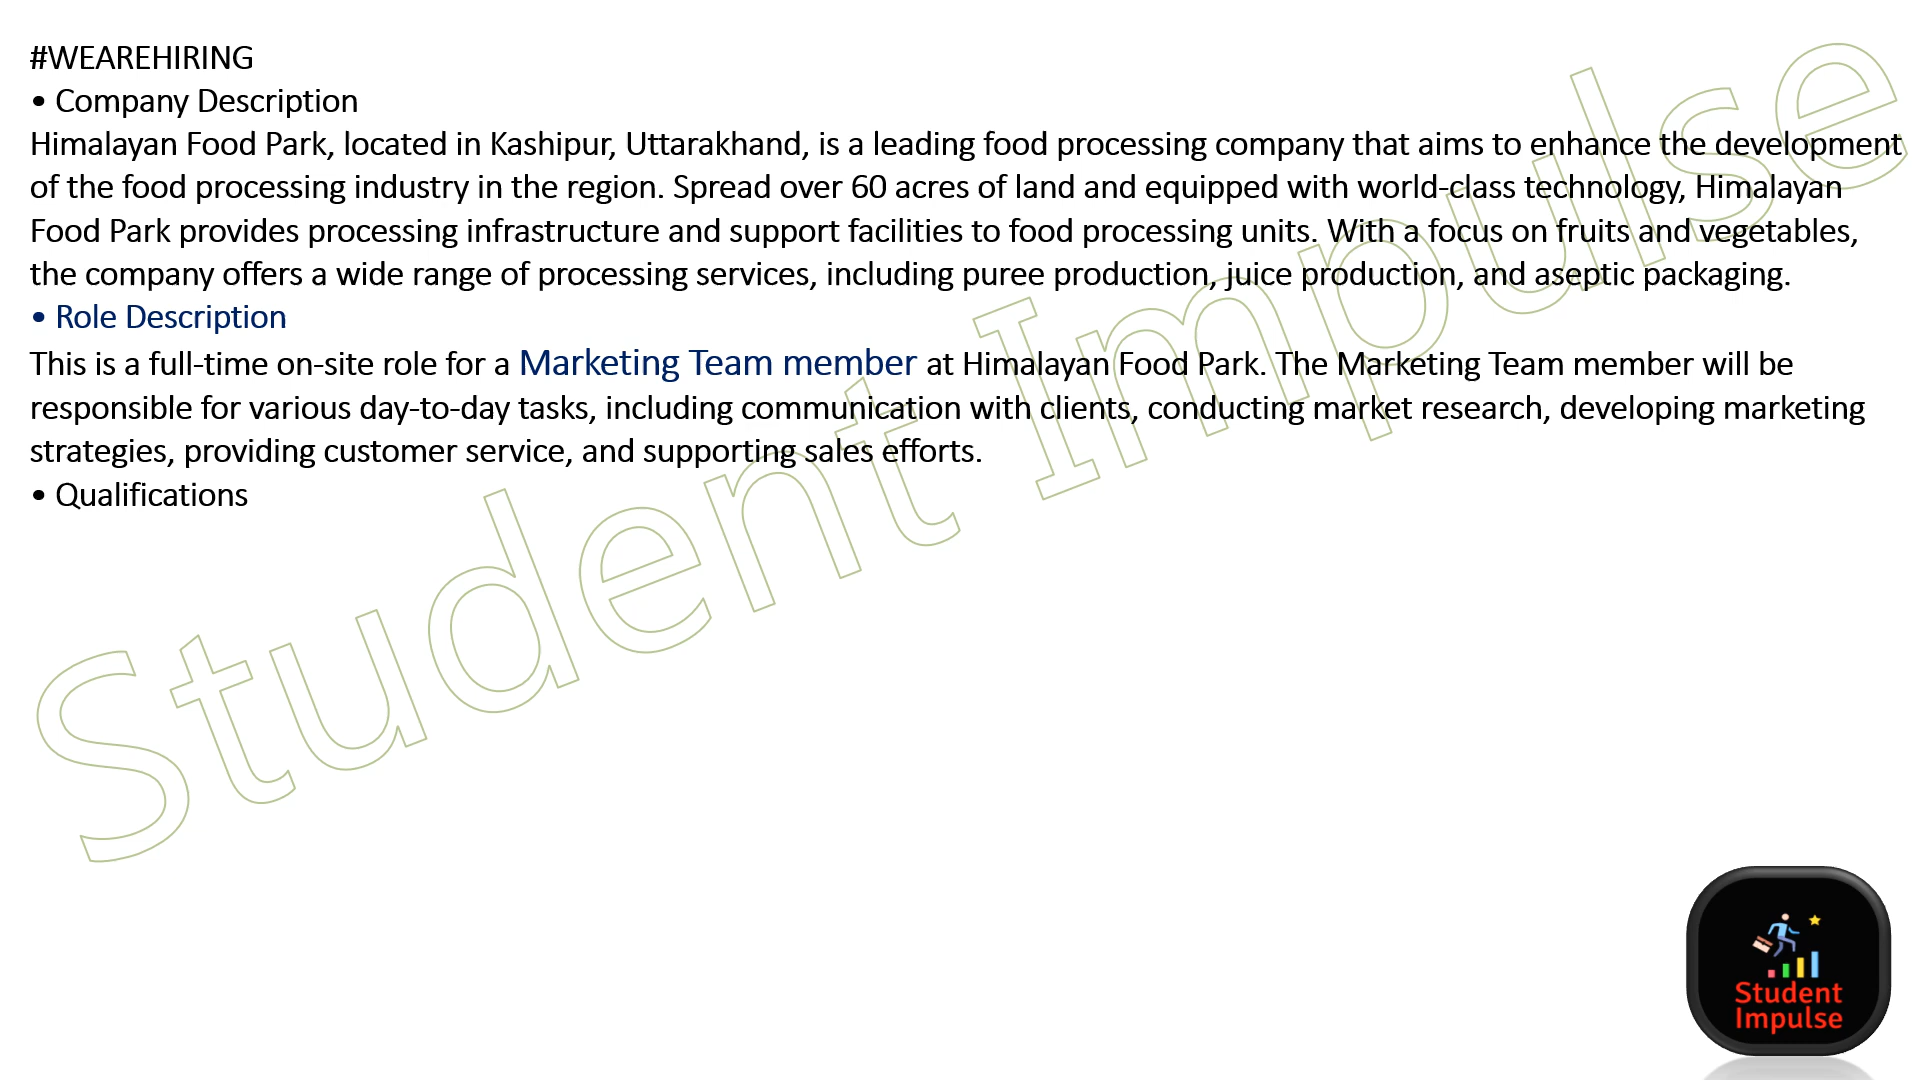 #WEAREHIRING
• Company Description
Himalayan Food Park, located in Kashipur, Uttarakhand, is a leading food processing company that aims to enhance the development
of the food processing industry in the region. Spread over 60 acres of land and equipped with world-class technology, Himalayan
Food Park provides processing infrastructure and support facilities to food processing units. With a focus on fruits and vegetables,
the company offers a wide range of processing services, including puree production, juice production, and aseptic packaging.
• Role Description
This is a full-time on-site role for a Marketing Team member at Himalayan Food Park. The Marketing Team member will be
responsible for various day-to-day tasks, including communication with clients, conducting market research, developing marketing
strategies, providing customer service, and supporting sales efforts.
• Qualifications
Student Impulse
Student
Impulse